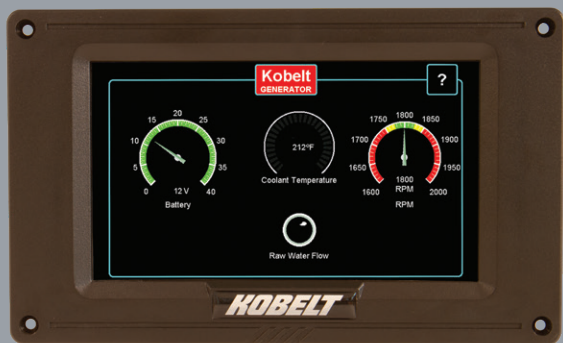 Kobelt
GENERATOR
?
0
5
10
15
20
25
30
35
40
12 V
Battery
212ºF
Coolant Temperature
1600
1650
1700
1750
1800
1850
1900
1950
2000
1800
RPM
RPM
Raw Water Flow
KOBELT